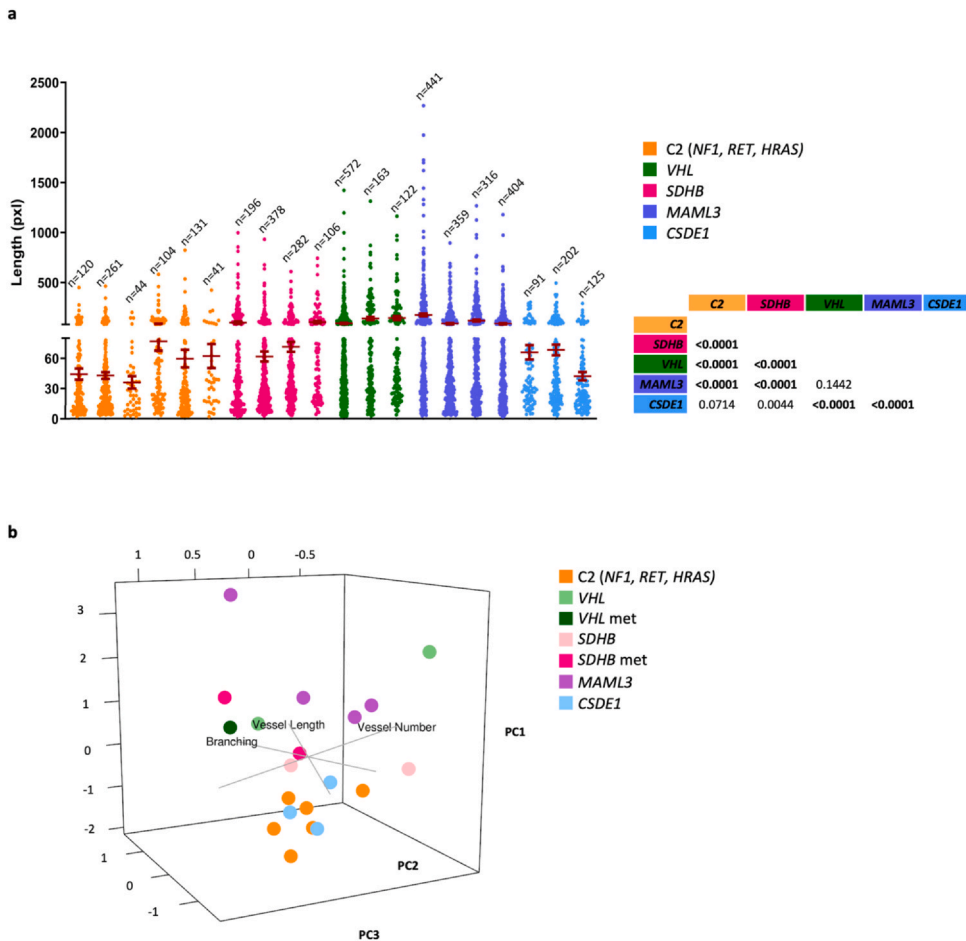 a
Length (pxl)
2500
2000
1500
1000
500
60
30
0
n=120
n=261
n=44
n=104
n=131
n=41
n=196
n=378
n=282
n=106
n=572
n=163
n=122
n=441
n=359
n=316
n=404
n=91
n=202
n=125
C2 (NF1, RET, HRAS)
VHL
SDHB
MAML3
CSDE1
C2 SDHB VHL MAML3 CSDE1
C2
SDHB <0.0001
VHL <0.0001 <0.0001
MAML3 <0.0001 <0.0001 0.1442
CSDE1 0.0714 0.0044 <0.0001 <0.0001
b
1 0.5 0 -0.5
3
2
1
0
-1
-2
1
0
-1
Vessel Length
Vessel Number
Branching
PC1
PC2
PC3
C2 (NF1, RET, HRAS)
VHL
VHL met
SDHB
SDHB met
MAML3
CSDE1